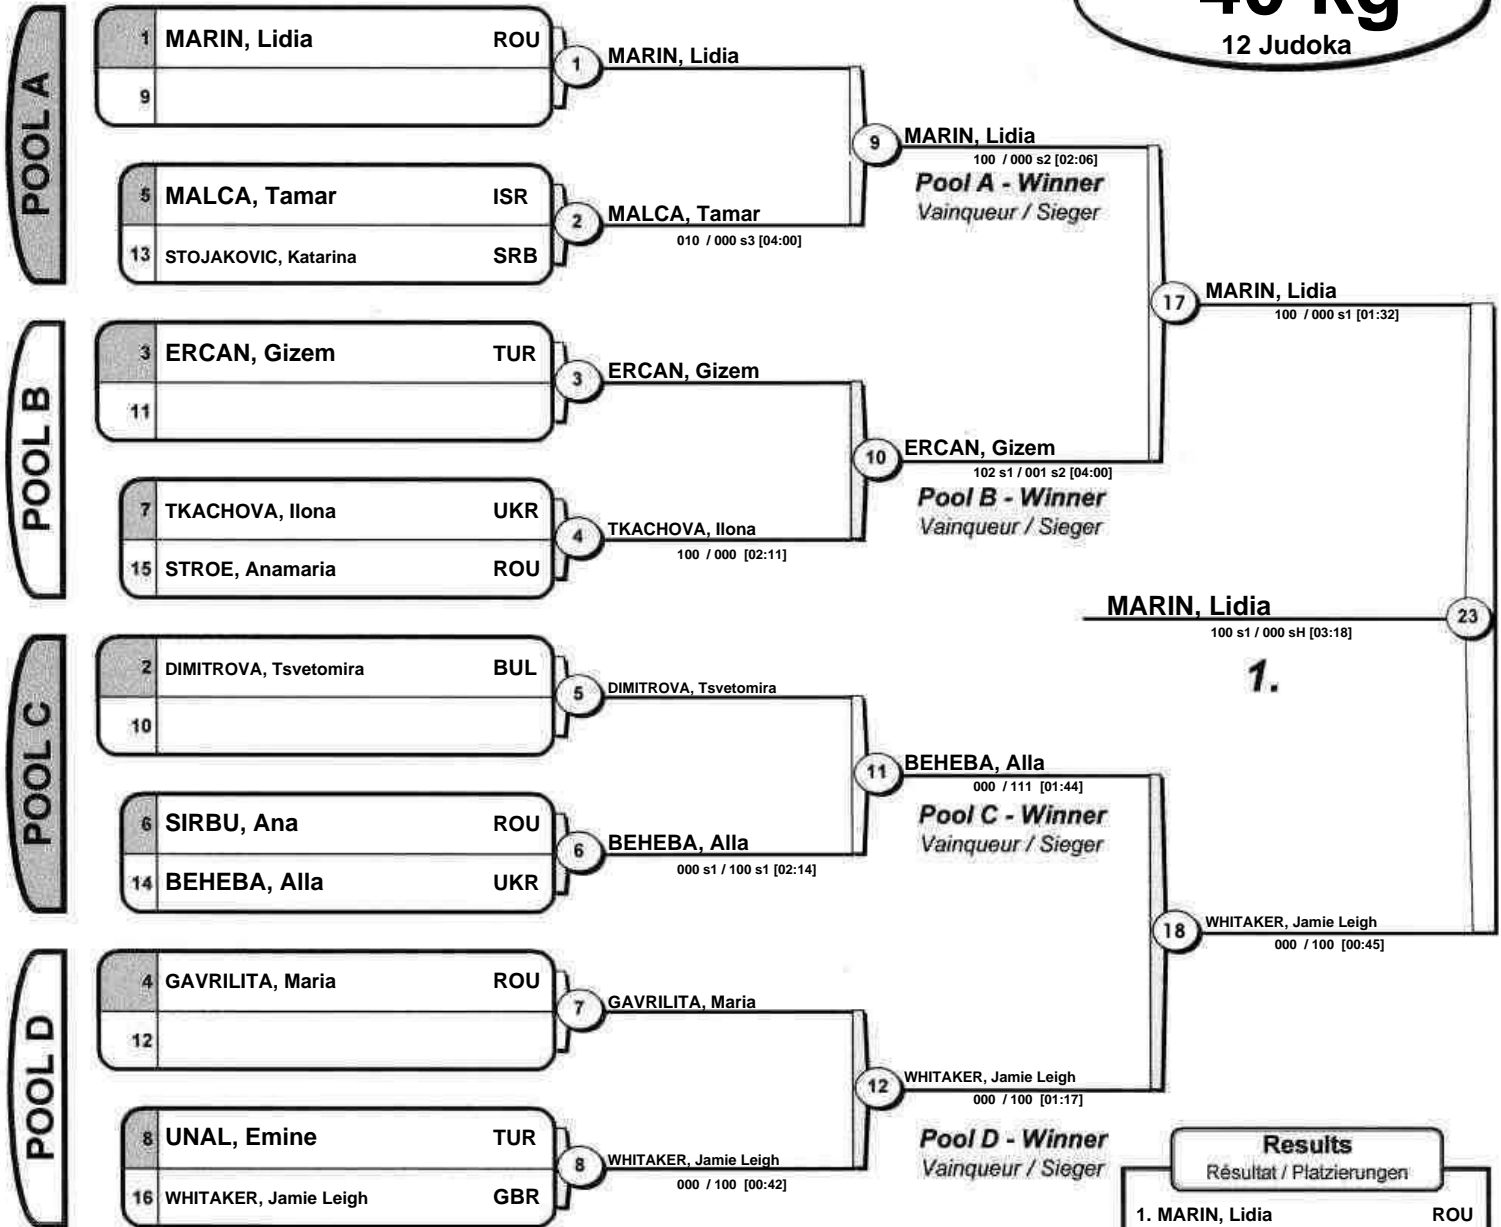 40 kg
12 Judoka
POOL A
1 MARIN, Lidia ROU
9
1 MARIN, Lidia
5 MALCA, Tamar ISR
13 STOJAKOVIC, Katarina SRB
2 MALCA, Tamar
010 / 000 s3 [04:00]
9 MARIN, Lidia
100 / 000 s2 [02:06]
Pool A - Winner
Vainqueur / Sieger
POOL B
3 ERCAN, Gizem TUR
11
3 ERCAN, Gizem
7 TKACHOVA, Ilona UKR
15 STROE, Anamaria ROU
4 TKACHOVA, Ilona
100 / 000 [02:11]
10 ERCAN, Gizem
102 s1 / 001 s2 [04:00]
Pool B - Winner
Vainqueur / Sieger
17 MARIN, Lidia
100 / 000 s1 [01:32]
MARIN, Lidia 23
100 s1 / 000 sH [03:18]
1.
POOL C
2 DIMITROVA, Tsvetomira BUL
10
5 DIMITROVA, Tsvetomira
6 SIRBU, Ana ROU
14 BEHEBA, Alla UKR
6 BEHEBA, Alla
000 s1 / 100 s1 [02:14]
11 BEHEBA, Alla
000 / 111 [01:44]
Pool C - Winner
Vainqueur / Sieger
POOL D
4 GAVRILITA, Maria ROU
12
7 GAVRILITA, Maria
8 UNAL, Emine TUR
16 WHITAKER, Jamie Leigh GBR
8 WHITAKER, Jamie Leigh
000 / 100 [00:42]
12 WHITAKER, Jamie Leigh
000 / 100 [01:17]
Pool D - Winner
Vainqueur / Sieger
18 WHITAKER, Jamie Leigh
000 / 100 [00:45]
Results
Résultat / Platzierungen
1. MARIN, Lidia ROU